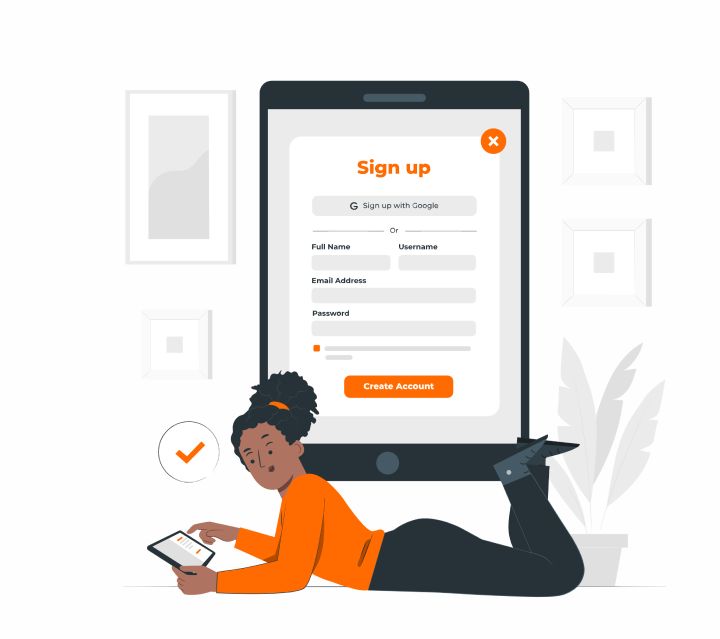 Sign up
G Sign up with Google
Or
Full Name Username
Email Address
Password
Create Account